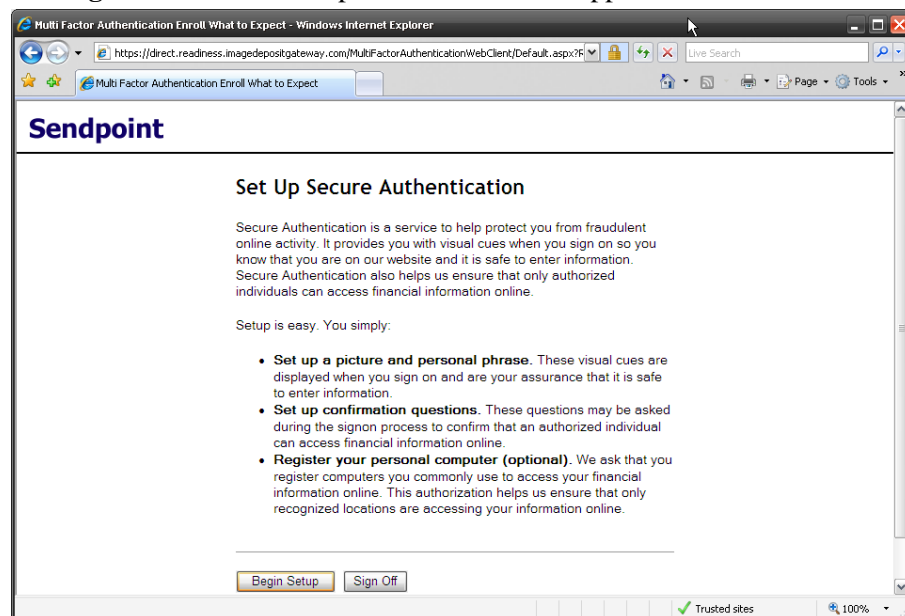 Multi Factor Authentication Enroll What to Expect - Windows Internet Explorer
https://direct.readiness.imagedepositgateway.com/MultiFactorAuthenticationWebClient/Default.aspx?R
Live Search
Multi Factor Authentication Enroll What to Expect
Page
Tools
Sendpoint
Set Up Secure Authentication
Secure Authentication is a service to help protect you from fraudulent
online activity. It provides you with visual cues when you sign on so you
know that you are on our website and it is safe to enter information.
Secure Authentication also helps us ensure that only authorized
individuals can access financial information online.
Setup is easy. You simply:
• Set up a picture and personal phrase. These visual cues are
displayed when you sign on and are your assurance that it is safe
to enter information.
• Set up confirmation questions. These questions may be asked
during the signon process to confirm that an authorized individual
can access financial information online.
• Register your personal computer (optional). We ask that you
register computers you commonly use to access your financial
information online. This authorization helps us ensure that only
recognized locations are accessing your information online.
Begin Setup
Sign Off
Trusted sites
100%